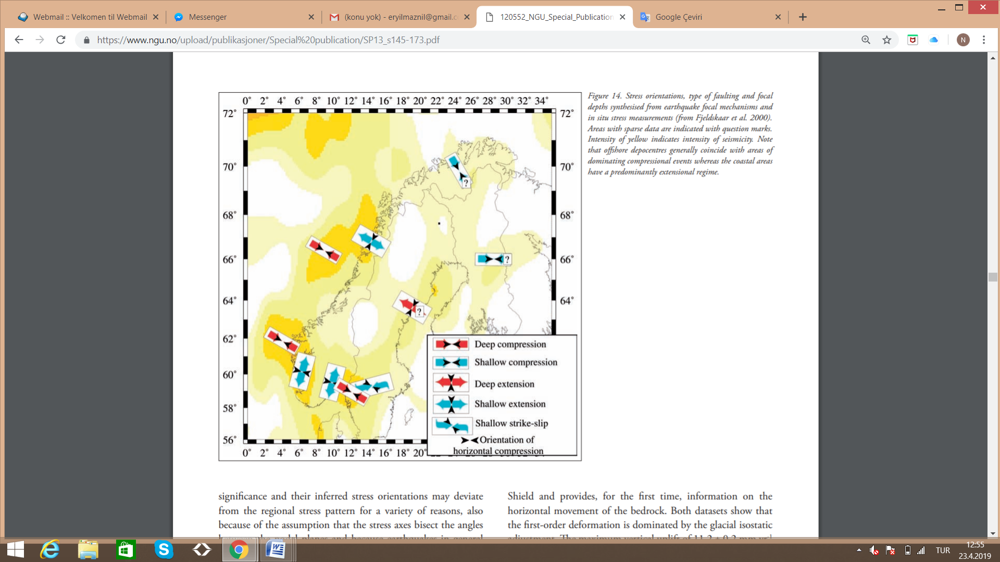 Webmail :: Velkomen til Webmail
Messenger
(konu yok) - eryilmaznil@gmail.c
120552_NGU_Special_Publication
Google Çeviri
https://www.ngu.no/upload/publikasjoner/Special%20publication/SP13_s145-173.pdf
N
0° 2° 4° 6° 8° 10° 12° 14° 16° 18° 20° 22° 24° 26° 28° 30° 32° 34°
72° 72°
70° 70°
?
68° 68°
66° ? 66°
64° 64°
?
62°
60°
58°
56°
Deep compression
Shallow compression
Deep extension
Shallow extension
Shallow strike-slip
Orientation of
horizontal compression
0° 2° 4° 6° 8° 10° 12° 14° 16° 18° 20°
Figure 14. Stress orientations, type of faulting and focal
depths synthesised from earthquake focal mechanisms and
in situ stress measurements (from Fjeldskaar et al. 2000).
Areas with sparse data are indicated with question marks.
Intensity of yellow indicates intensity of seismicity. Note
that offshore depocentres generally coincide with areas of
dominating compressional events whereas the coastal areas
have a predominantly extensional regime.
significance and their inferred stress orientations may deviate
from the regional stress pattern for a variety of reasons, also
because of the assumption that the stress axes bisect the angles
Shield and provides, for the first time, information on the
horizontal movement of the bedrock. Both datasets show that
the first-order deformation is dominated by the glacial isostatic
TUR
12:55
23.4.2019